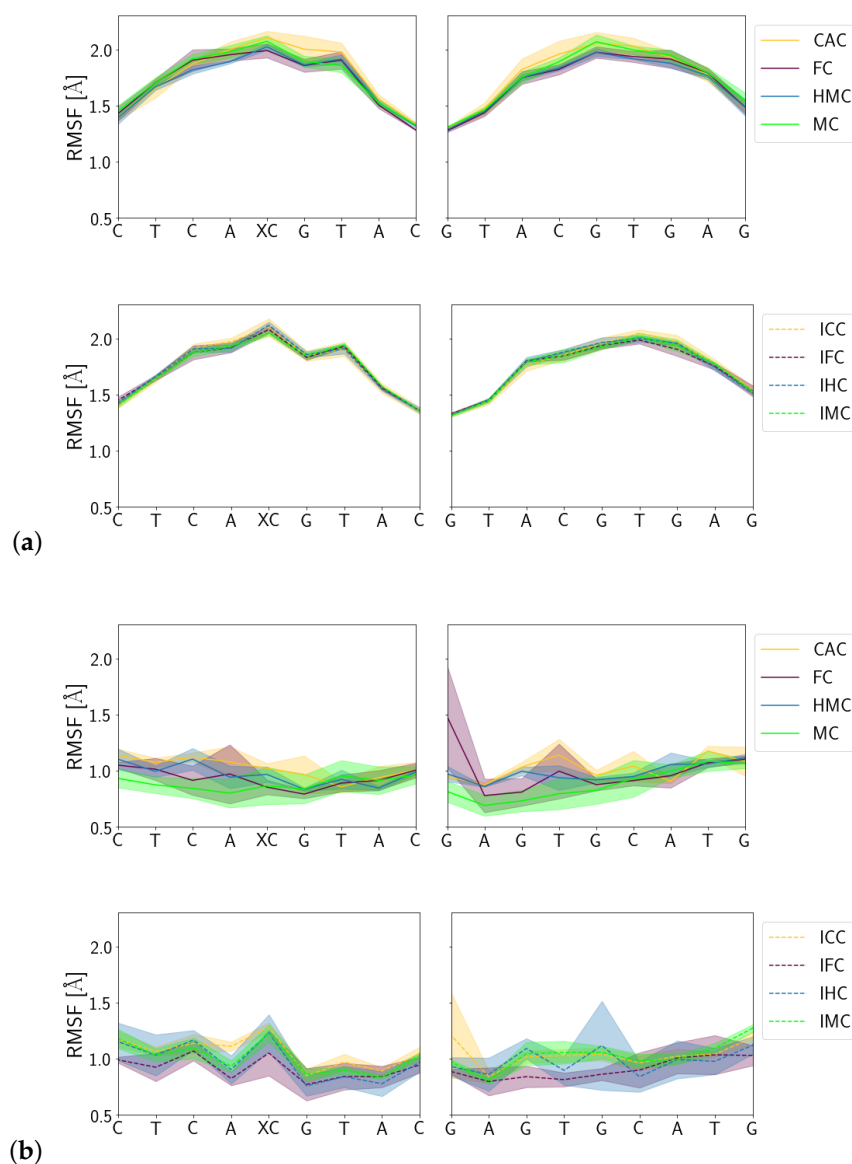 RMSF [Å]
2.0
1.5
1.0
0.5
C T C A XC G T A C
G T A C G T G A G
CAC
FC
HMC
MC
RMSF [Å]
2.0
1.5
1.0
0.5
C T C A XC G T A C
G T A C G T G A G
ICC
IFC
IHC
IMC
(a)
RMSF [Å]
2.0
1.5
1.0
0.5
C T C A XC G T A C
G A G T G C A T G
CAC
FC
HMC
MC
RMSF [Å]
2.0
1.5
1.0
0.5
C T C A XC G T A C
G A G T G C A T G
ICC
IFC
IHC
IMC
(b)